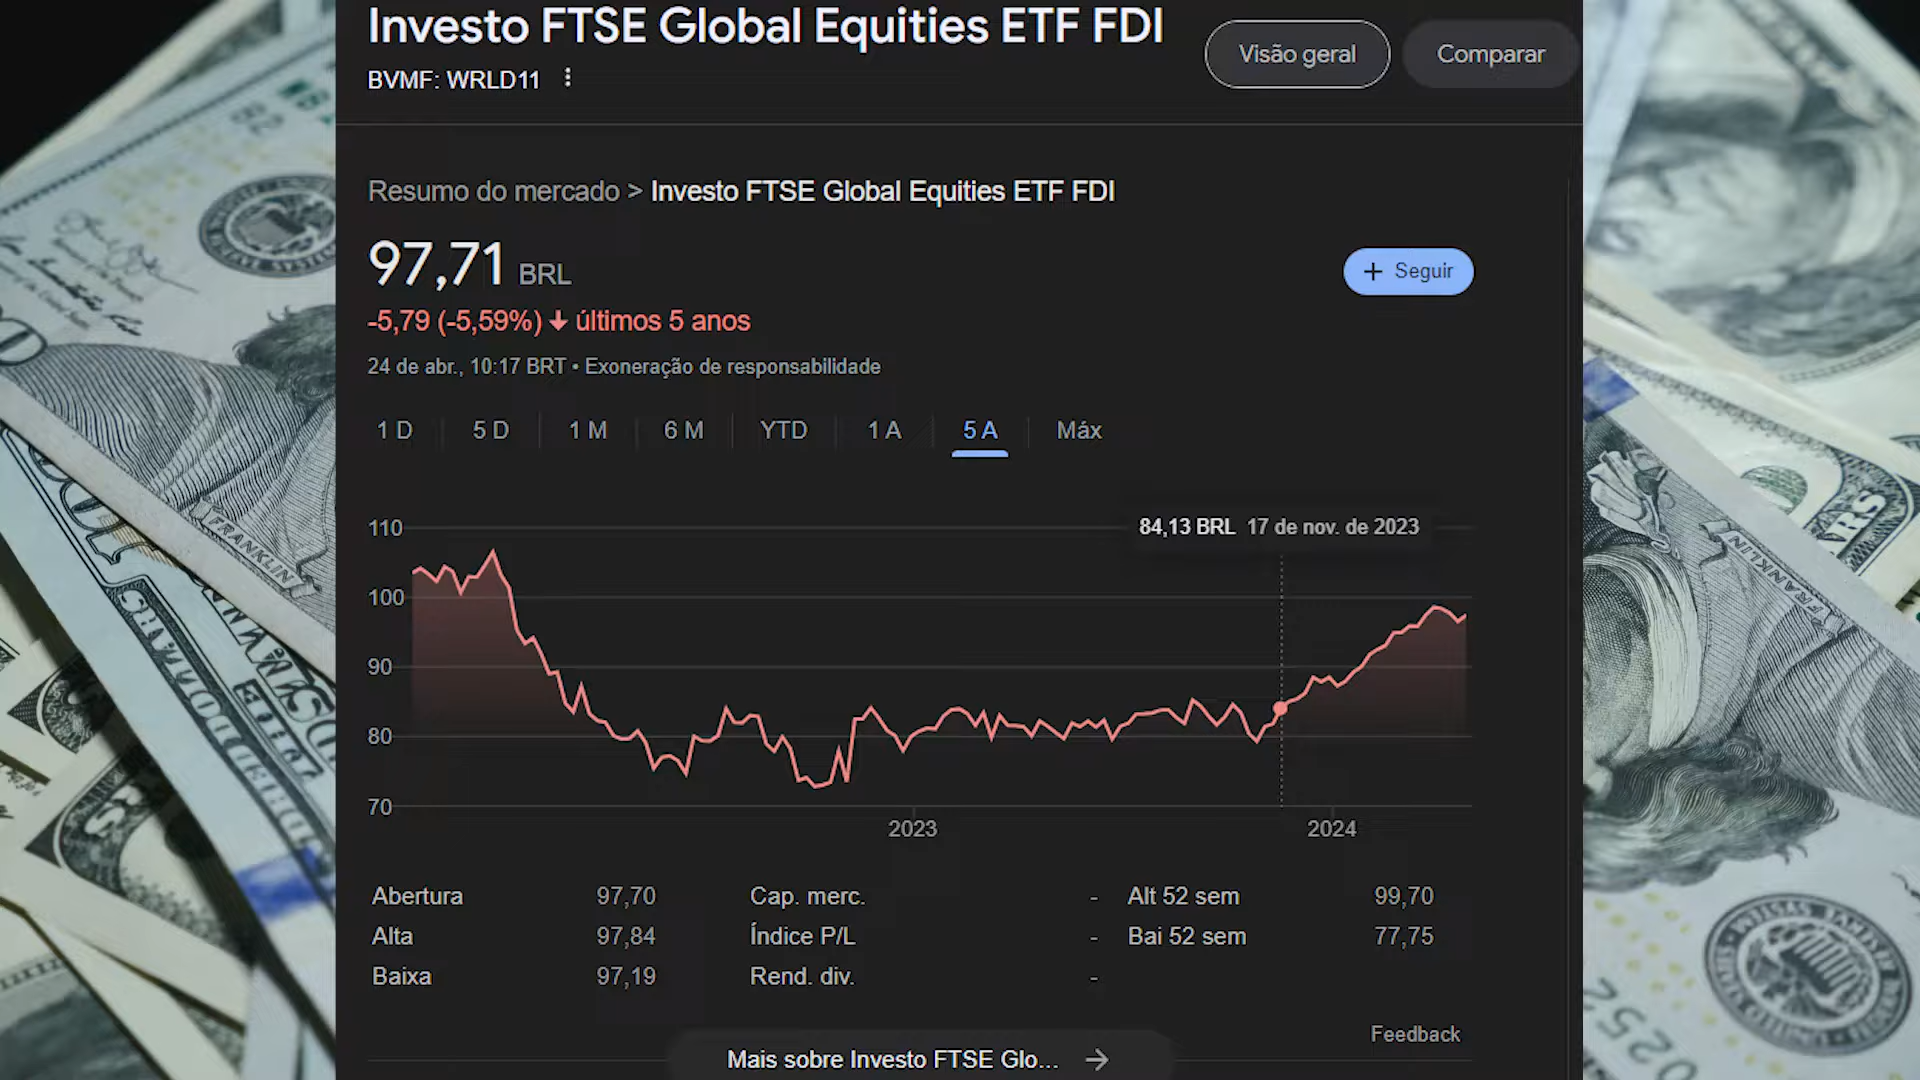 Investo FTSE Global Equities ETF FDI
BVMF: WRLD11
Visão geral
Comparar
Resumo do mercado > Investo FTSE Global Equities ETF FDI
97,71 BRL
-5,79 (-5,59%) ↓ últimos 5 anos
24 de abr., 10:17 BRT • Exoneração de responsabilidade
+ Seguir
1 D 5 D 1 M 6 M YTD 1 A 5 A Máx
84,13 BRL 17 de nov. de 2023
110
100
90
80
70
2023 2024
Abertura 97,70 Cap. merc. - Alt 52 sem 99,70
Alta 97,84 Índice P/L - Bai 52 sem 77,75
Baixa 97,19 Rend. div. -
Feedback
Mais sobre Investo FTSE Glo... →
FRANKLIN
FRANKLIN